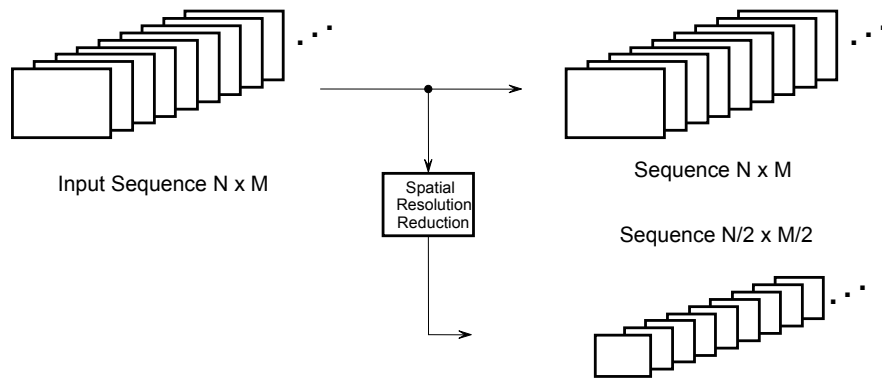 Input Sequence N x M
Spatial
Resolution
Reduction
Sequence N x M
Sequence N/2 x M/2